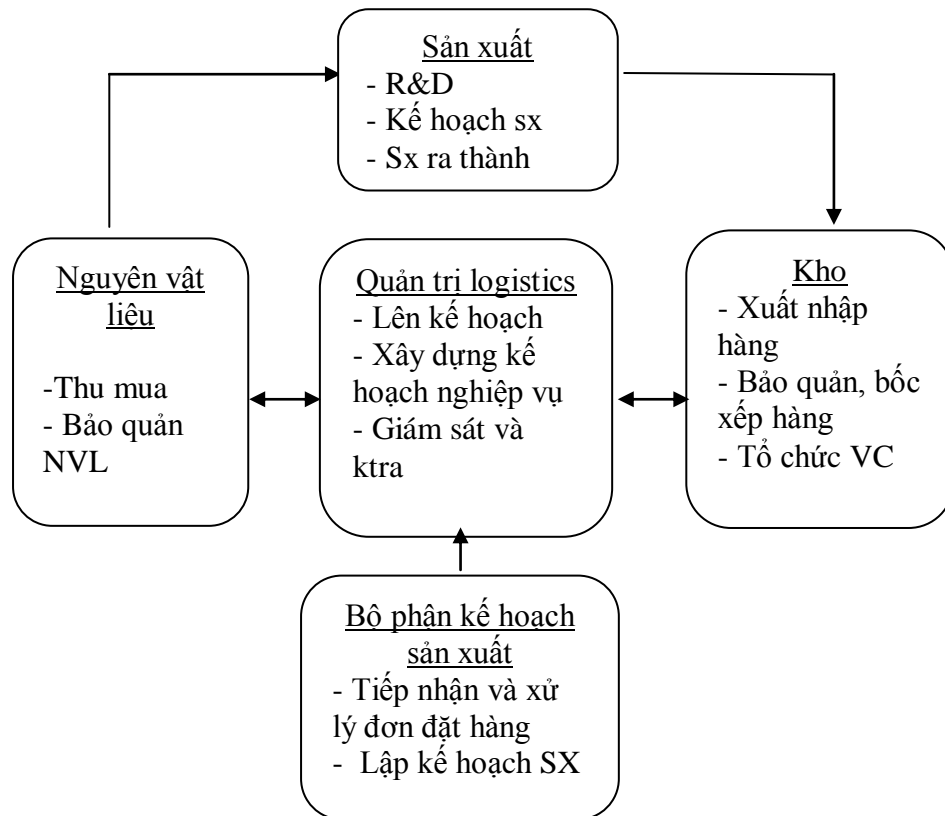 Sản xuất
- R&D
- Kế hoạch sx
- Sx ra thành
Nguyên vật
liệu
-Thu mua
- Bảo quản
NVL
Quản trị logistics
- Lên kế hoạch
- Xây dựng kế
hoạch nghiệp vụ
- Giám sát và
ktra
Kho
- Xuất nhập
hàng
- Bảo quản, bốc
xếp hàng
- Tổ chức VC
Bộ phận kế hoạch
sản xuất
- Tiếp nhận và xử
lý đơn đặt hàng
- Lập kế hoạch SX